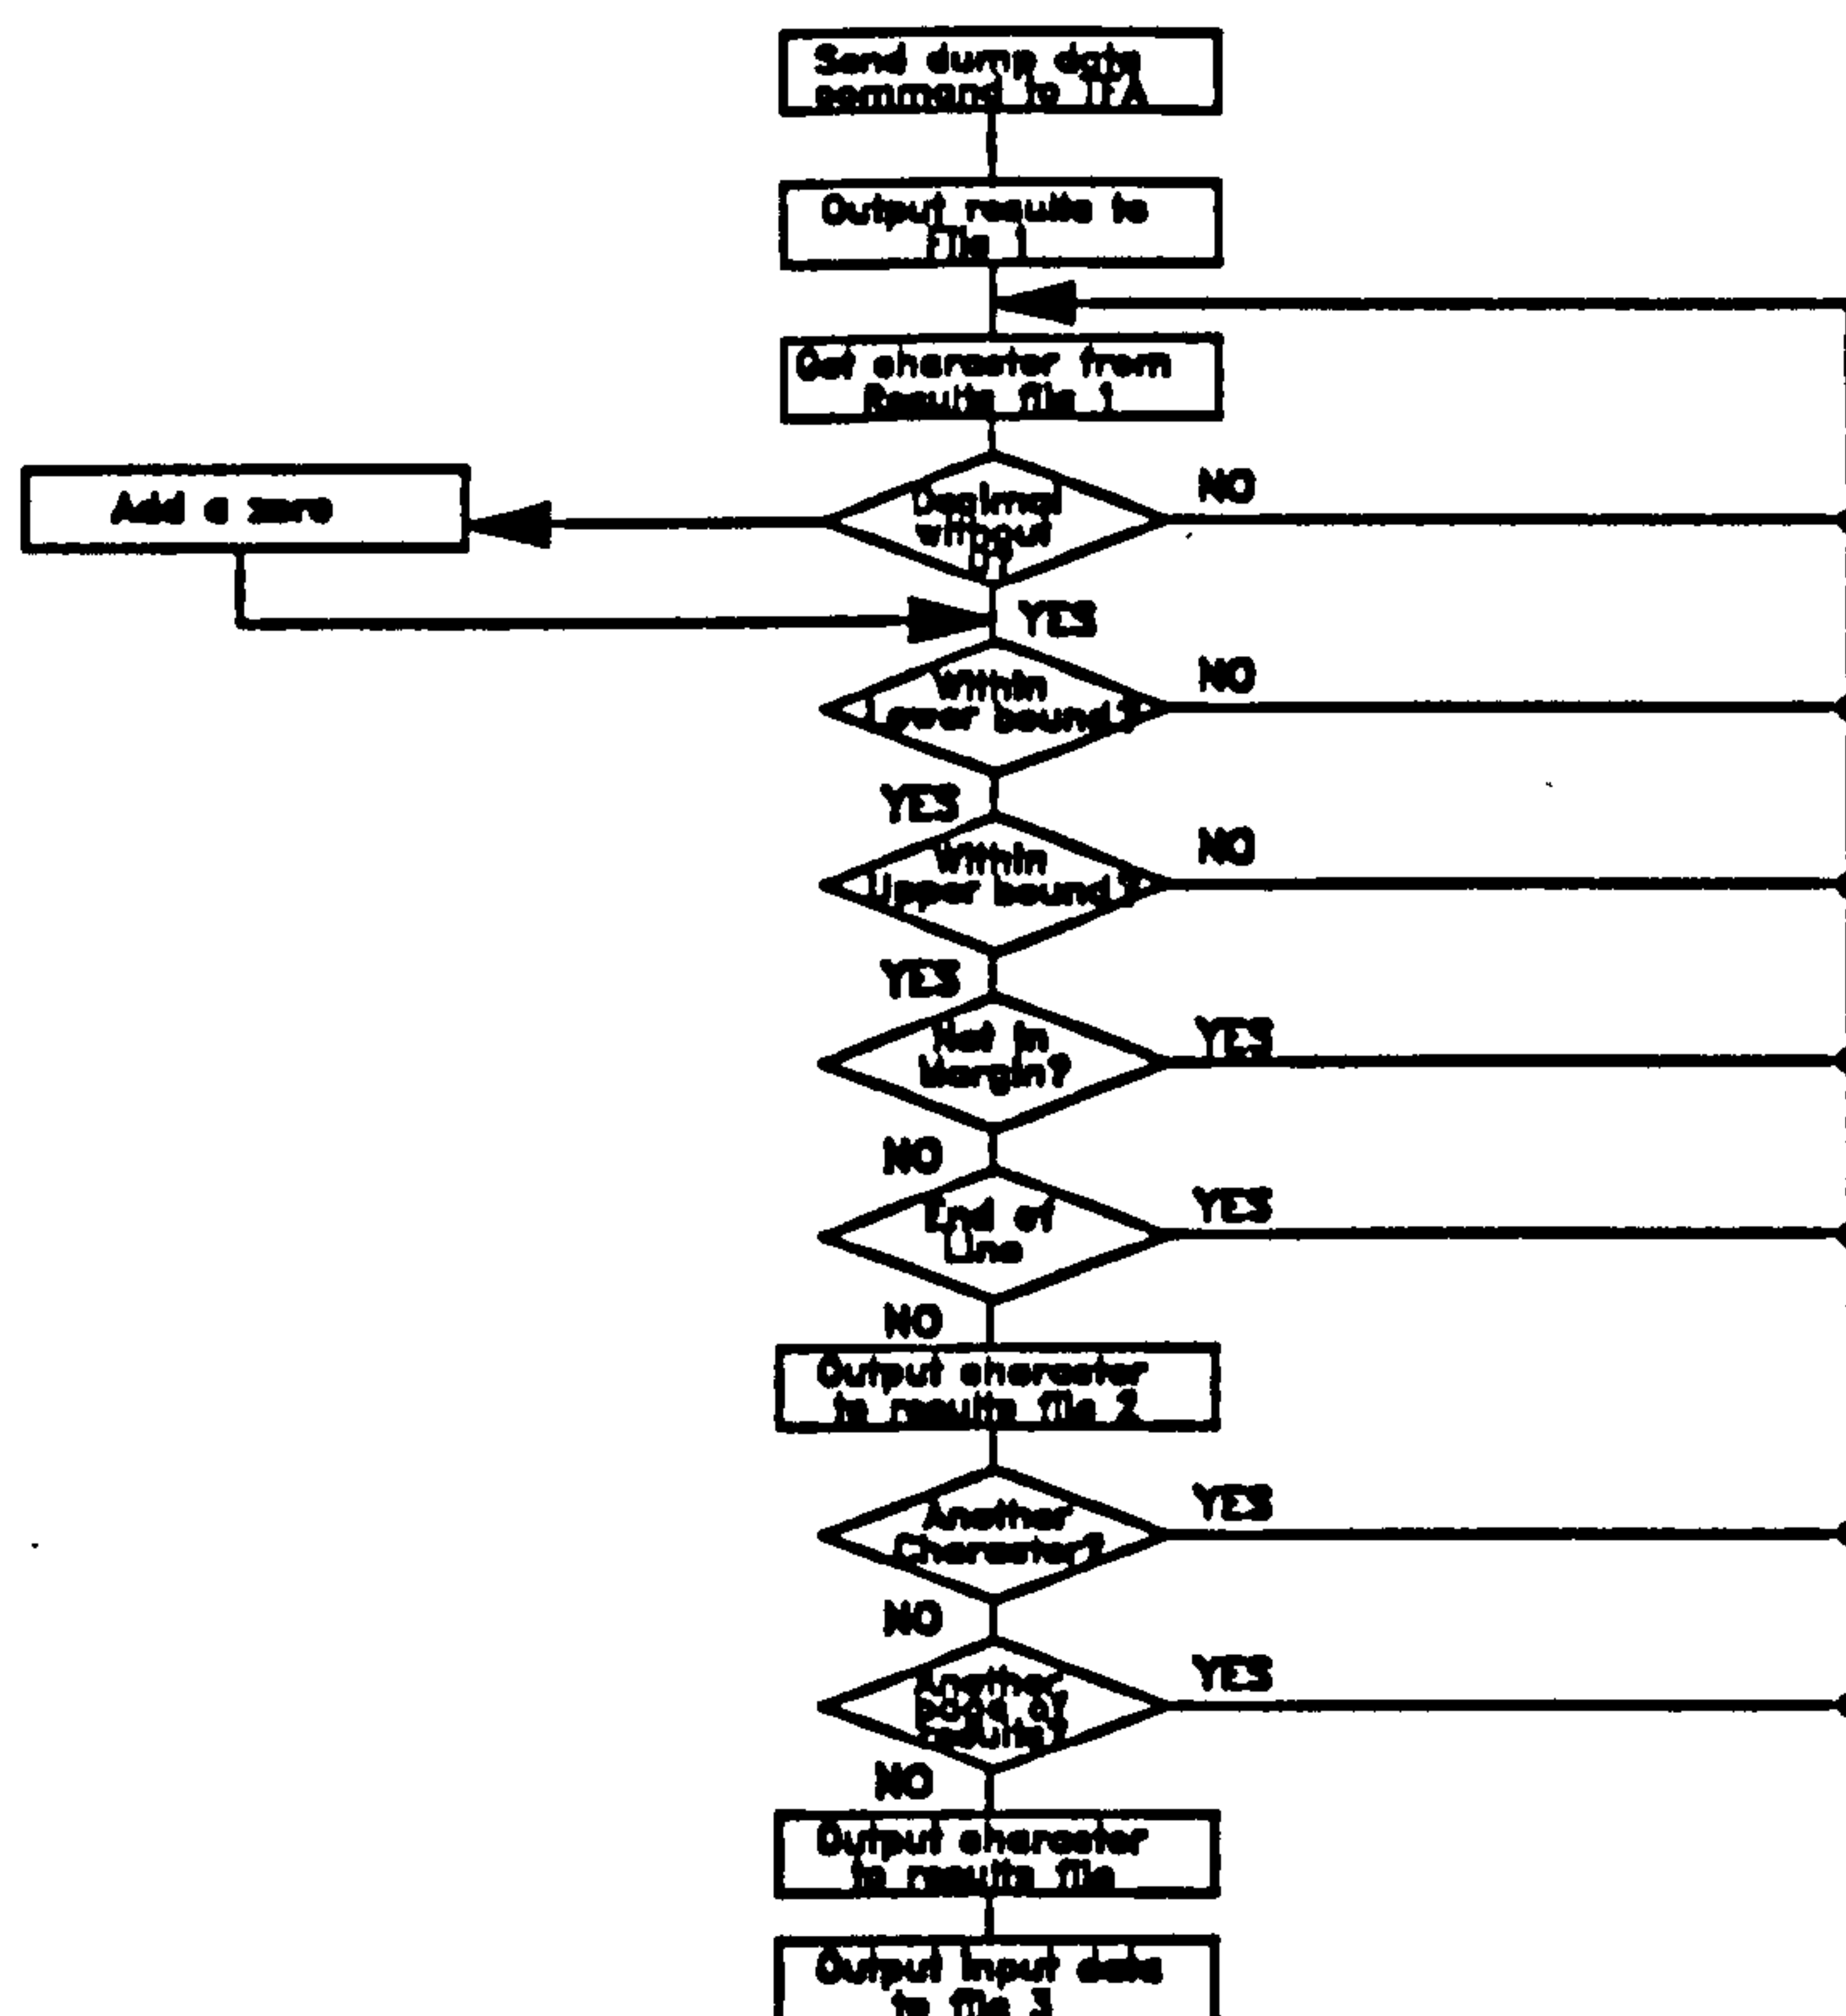 Send dump data
command to TFA
Output results to
File 1
Get character from
Results file 1
Add a zero
Decimal
without
NO
YES
Within
Lower bound?
NO
YES
Within
Upper bound?
NO
YES
Not in
Margin?
YES
NO
End of
Line
YES
NO
Output character
to results file 2
Another
Character?
YES
NO
Another
YES
NO
Output character
to results file
Output input data
to file 3